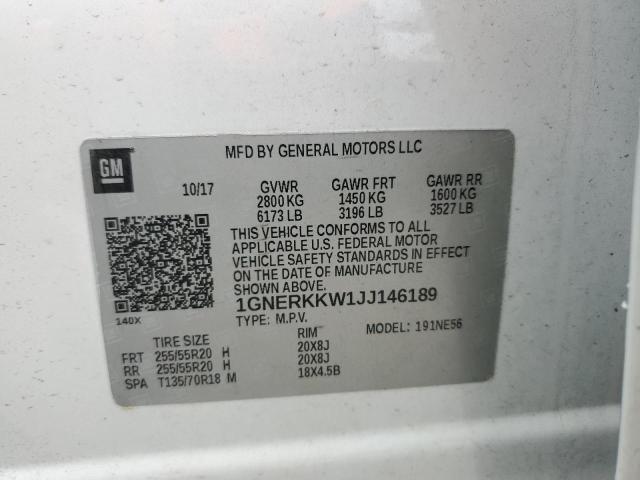 GM
MFD BY GENERAL MOTORS LLC
10/17 GVWR GAWR FRT GAWR RR
2800 KG 1450 KG 1600 KG
6173 LB 3196 LB 3527 LB
THIS VEHICLE CONFORMS TO ALL
APPLICABLE U.S. FEDERAL MOTOR
VEHICLE SAFETY STANDARDS IN EFFECT
ON THE DATE OF MANUFACTURE
SHOWN ABOVE.
1GNERKKW1JJ146189
140X
TYPE: M.P.V. MODEL: 191NE56
TIRE SIZE RIM
FRT 255/55R20 H 20X8J
RR 255/55R20 H 20X8J
SPA T135/70R18 M 18X4.5B